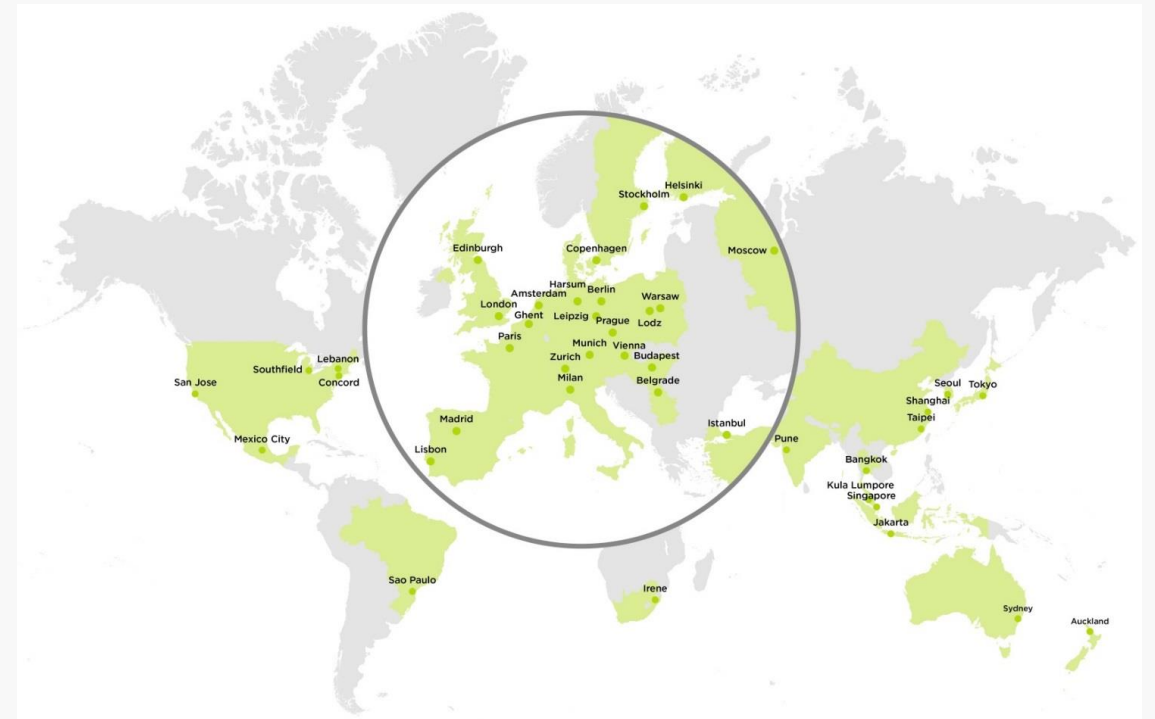 Helsinki
Stockholm
Edinburgh
Copenhagen
Moscow
Harsum
Berlin
Amsterdam
Warsaw
London
Ghent
Leipzig
Prague
Lodz
Paris
Munich
Vienna
Zurich
Budapest
Milan
Belgrade
Madrid
Istanbul
Lisbon
Lebanon
Southfield
Concord
San Jose
Mexico City
Sao Paulo
Irene
Pune
Seoul
Tokyo
Shanghai
Taipei
Bangkok
Kula Lumpore
Singapore
Jakarta
Sydney
Auckland